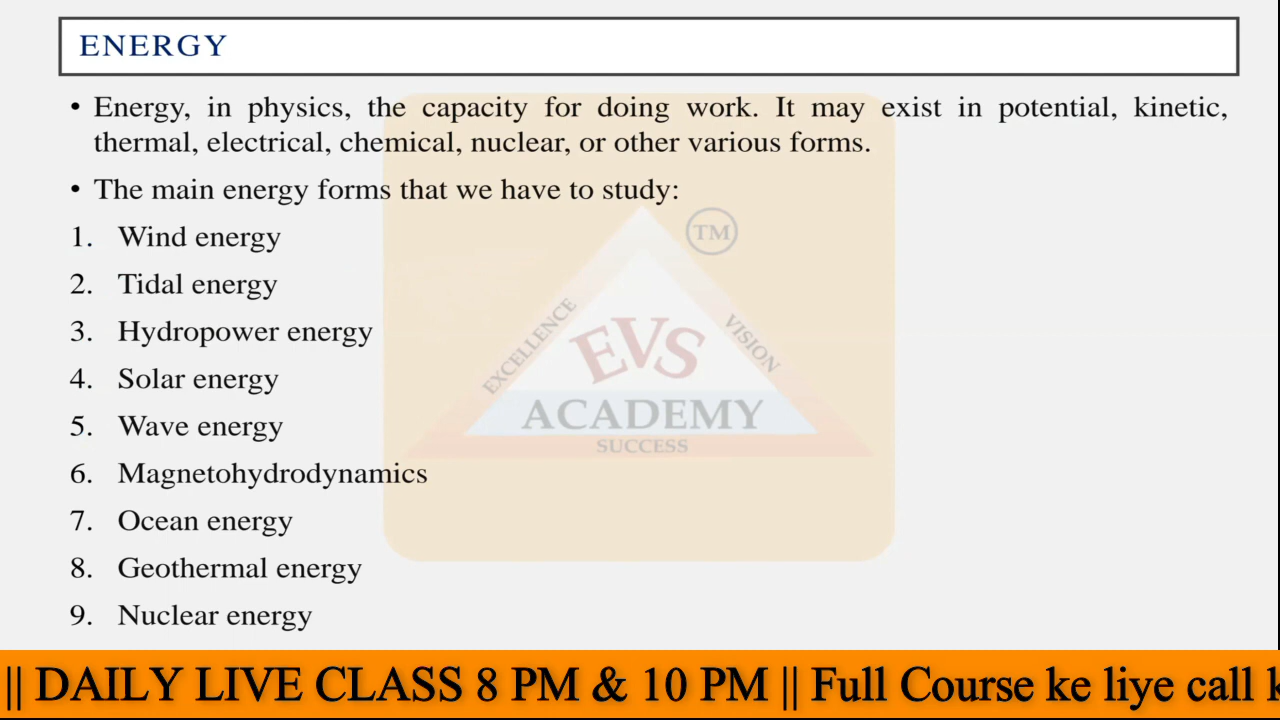 ENERGY
• Energy, in physics, the capacity for doing work. It may exist in potential, kinetic,
thermal, electrical, chemical, nuclear, or other various forms.
• The main energy forms that we have to study:
1. Wind energy
2. Tidal energy
3. Hydropower energy
4. Solar energy
5. Wave energy
6. Magnetohydrodynamics
7. Ocean energy
8. Geothermal energy
9. Nuclear energy
TM
EXCELLENCE
VISION
EVS
ACADEMY
SUCCESS
|| DAILY LIVE CLASS 8 PM & 10 PM || Full Course ke liye call